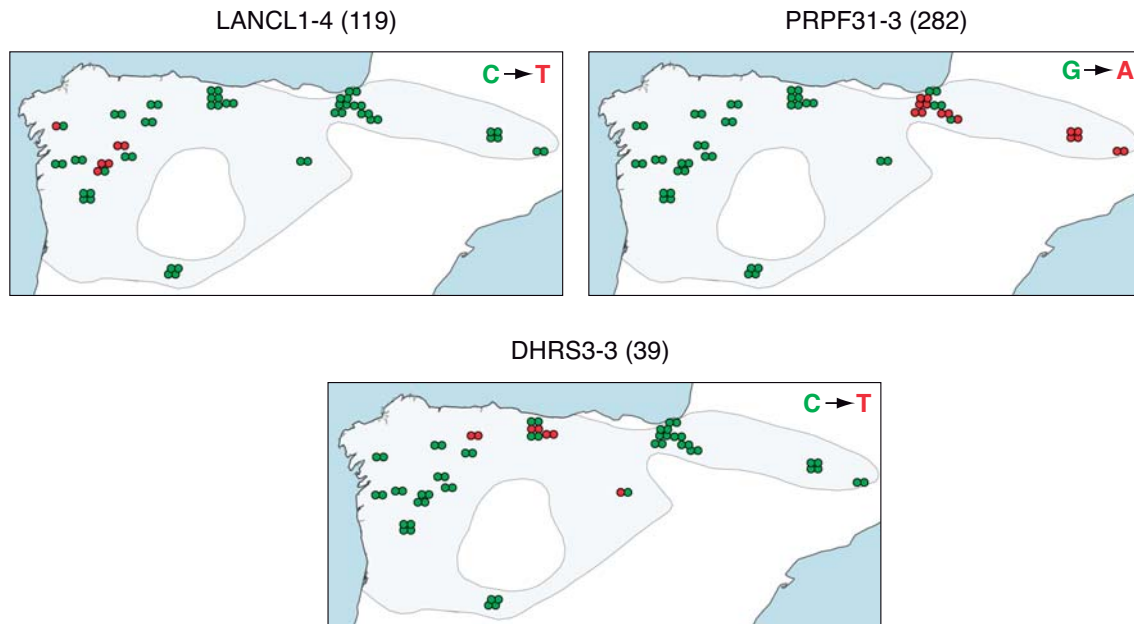 LANCL1-4 (119)
PRPF31-3 (282)
C → T
G → A
DHRS3-3 (39)
C → T